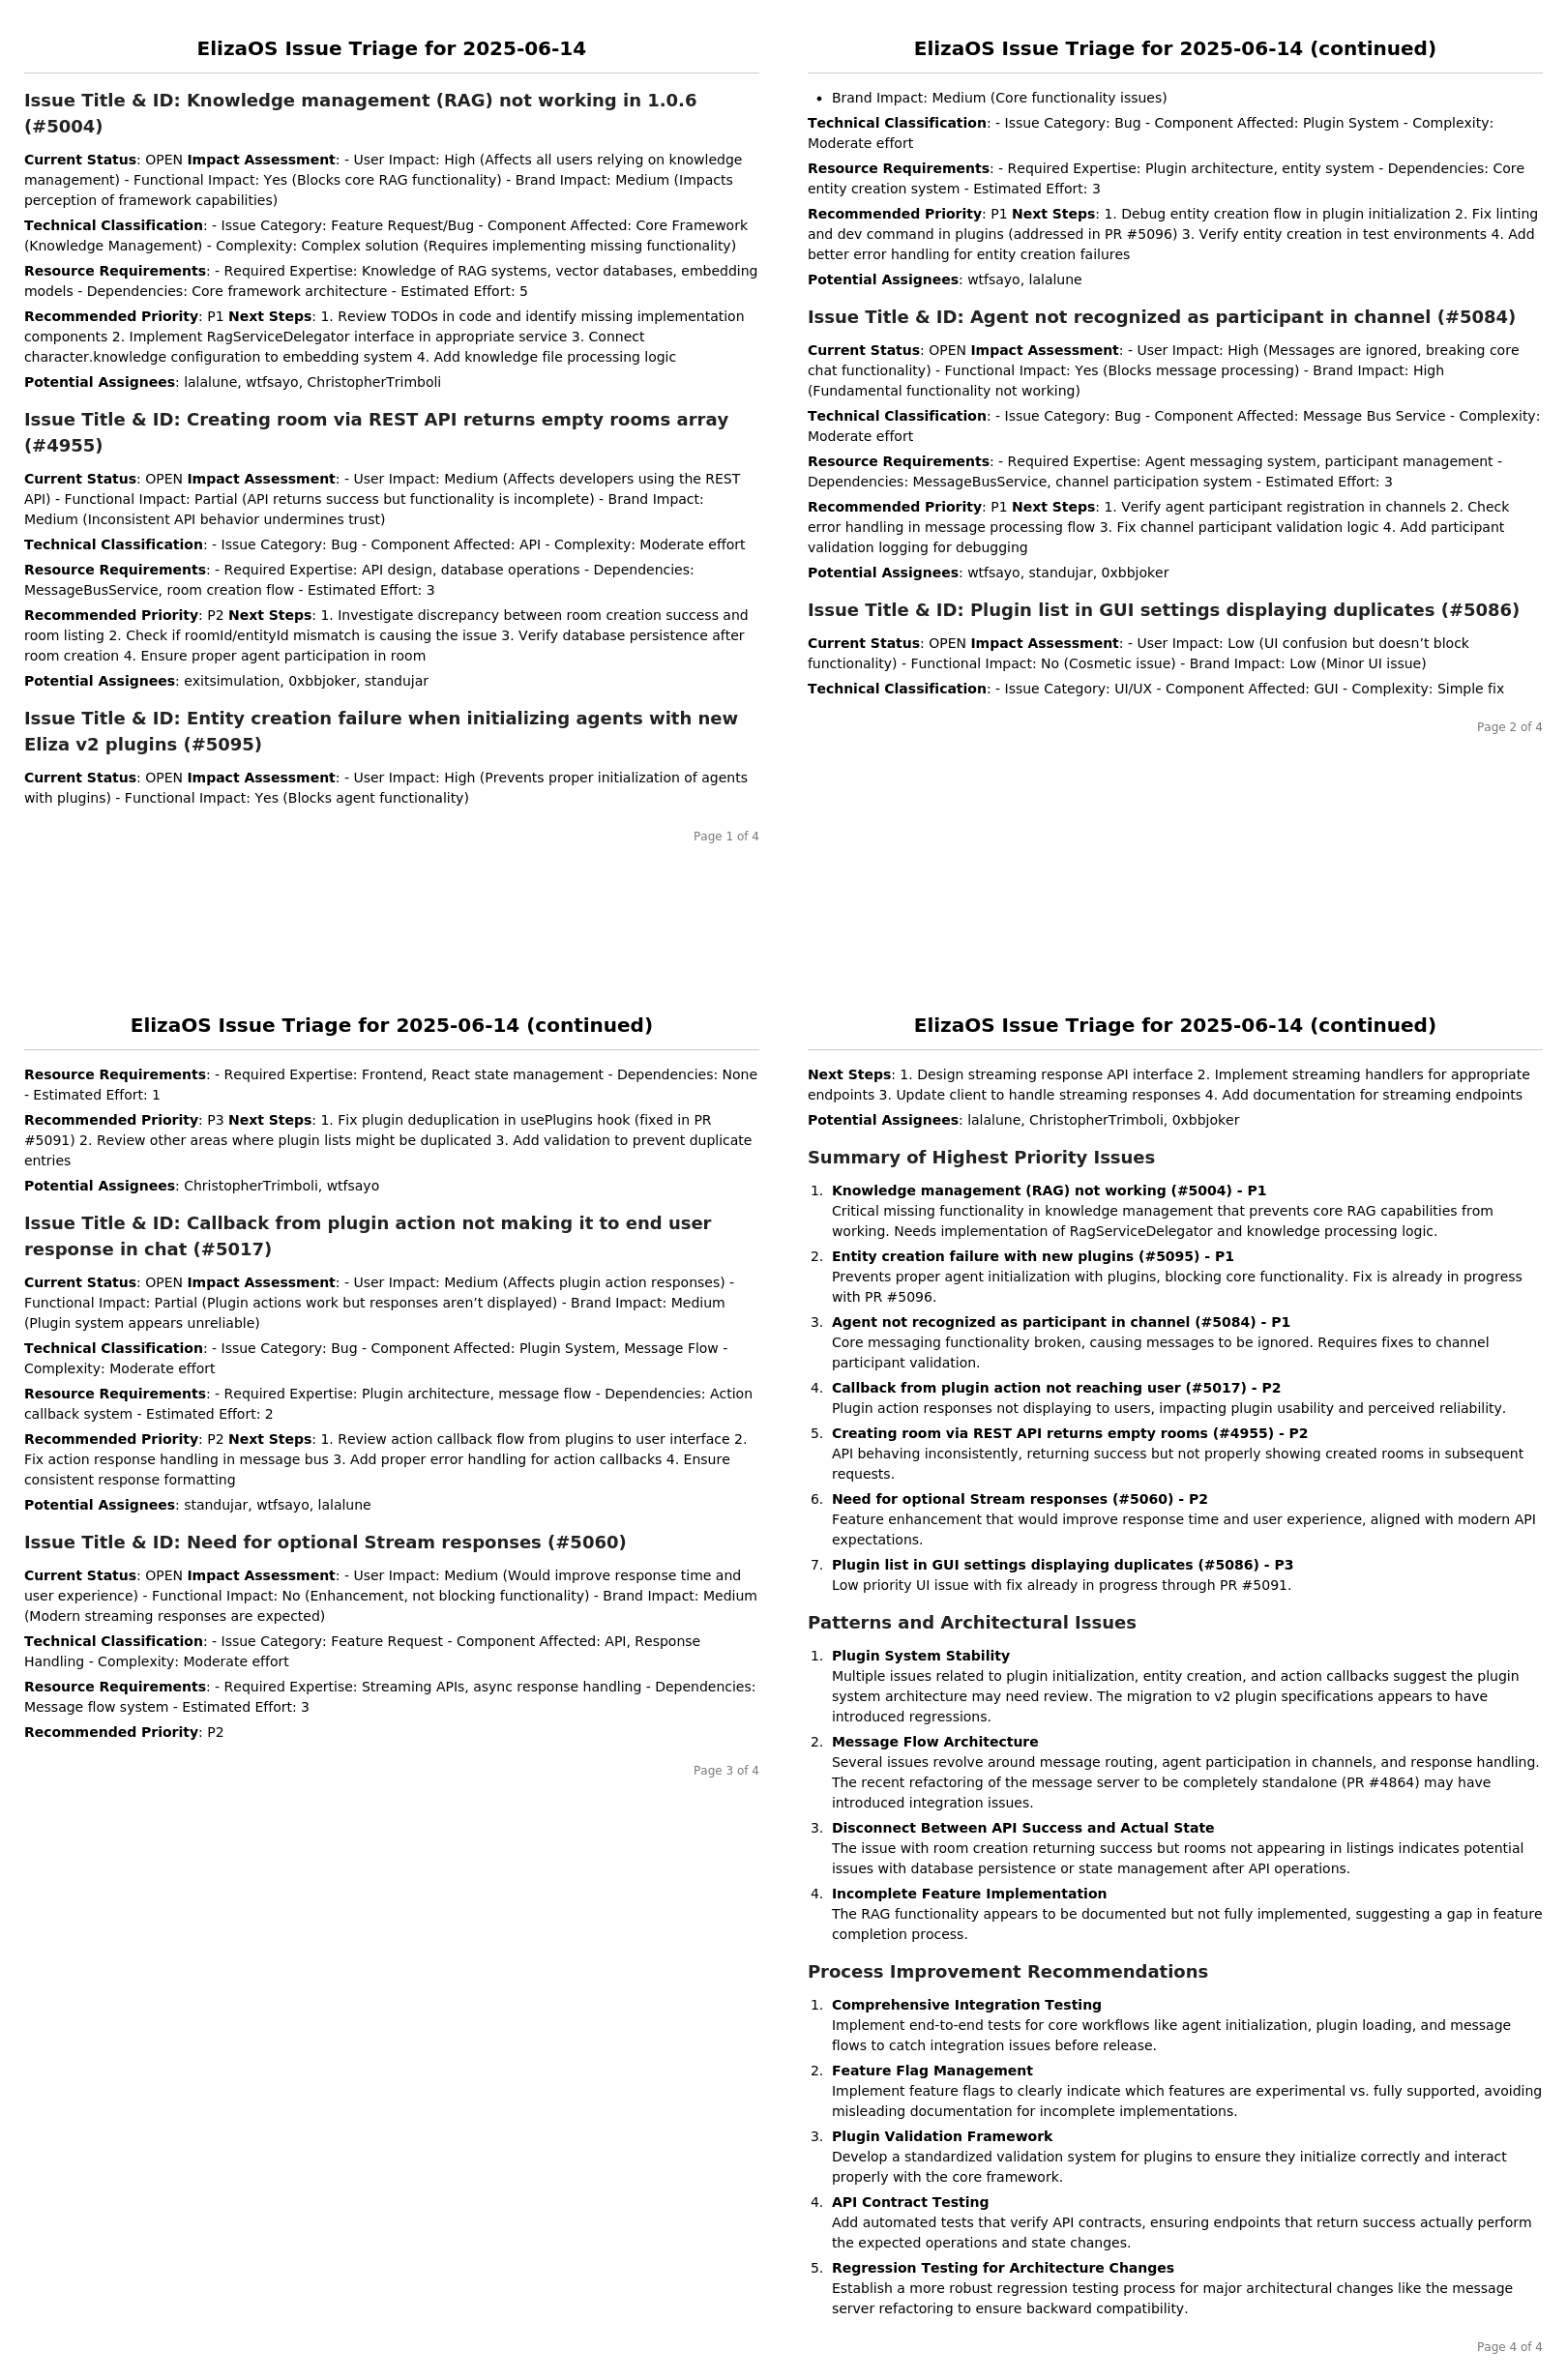 ElizaOS Issue Triage for 2025-06-14
Issue Title & ID: Knowledge management (RAG) not working in 1.0.6
(#5004)
Current Status: OPEN Impact Assessment: - User Impact: High (Affects all users relying on knowledge
management) - Functional Impact: Yes (Blocks core RAG functionality) - Brand Impact: Medium (Impacts
perception of framework capabilities)
Technical Classification: - Issue Category: Feature Request/Bug - Component Affected: Core Framework
(Knowledge Management) - Complexity: Complex solution (Requires implementing missing functionality)
Resource Requirements: - Required Expertise: Knowledge of RAG systems, vector databases, embedding
models - Dependencies: Core framework architecture - Estimated Effort: 5
Recommended Priority: P1 Next Steps: 1. Review TODOs in code and identify missing implementation
components 2. Implement RagServiceDelegator interface in appropriate service 3. Connect
character.knowledge configuration to embedding system 4. Add knowledge file processing logic
Potential Assignees: lalalune, wtfsayo, ChristopherTrimboli
Issue Title & ID: Creating room via REST API returns empty rooms array
(#4955)
Current Status: OPEN Impact Assessment: - User Impact: Medium (Affects developers using the REST
API) - Functional Impact: Partial (API returns success but functionality is incomplete) - Brand Impact:
Medium (Inconsistent API behavior undermines trust)
Technical Classification: - Issue Category: Bug - Component Affected: API - Complexity: Moderate effort
Resource Requirements: - Required Expertise: API design, database operations - Dependencies:
MessageBusService, room creation flow - Estimated Effort: 3
Recommended Priority: P2 Next Steps: 1. Investigate discrepancy between room creation success and
room listing 2. Check if roomId/entityId mismatch is causing the issue 3. Verify database persistence after
room creation 4. Ensure proper agent participation in room
Potential Assignees: exitsimulation, 0xbbjoker, standujar
Issue Title & ID: Entity creation failure when initializing agents with new
Eliza v2 plugins (#5095)
Current Status: OPEN Impact Assessment: - User Impact: High (Prevents proper initialization of agents
with plugins) - Functional Impact: Yes (Blocks agent functionality)
Page 1 of 4
ElizaOS Issue Triage for 2025-06-14 (continued)
• Brand Impact: Medium (Core functionality issues)
Technical Classification: - Issue Category: Bug - Component Affected: Plugin System - Complexity:
Moderate effort
Resource Requirements: - Required Expertise: Plugin architecture, entity system - Dependencies: Core
entity creation system - Estimated Effort: 3
Recommended Priority: P1 Next Steps: 1. Debug entity creation flow in plugin initialization 2. Fix linting
and dev command in plugins (addressed in PR #5096) 3. Verify entity creation in test environments 4. Add
better error handling for entity creation failures
Potential Assignees: wtfsayo, lalalune
Issue Title & ID: Agent not recognized as participant in channel (#5084)
Current Status: OPEN Impact Assessment: - User Impact: High (Messages are ignored, breaking core
chat functionality) - Functional Impact: Yes (Blocks message processing) - Brand Impact: High
(Fundamental functionality not working)
Technical Classification: - Issue Category: Bug - Component Affected: Message Bus Service - Complexity:
Moderate effort
Resource Requirements: - Required Expertise: Agent messaging system, participant management -
Dependencies: MessageBusService, channel participation system - Estimated Effort: 3
Recommended Priority: P1 Next Steps: 1. Verify agent participant registration in channels 2. Check
error handling in message processing flow 3. Fix channel participant validation logic 4. Add participant
validation logging for debugging
Potential Assignees: wtfsayo, standujar, 0xbbjoker
Issue Title & ID: Plugin list in GUI settings displaying duplicates (#5086)
Current Status: OPEN Impact Assessment: - User Impact: Low (UI confusion but doesn’t block
functionality) - Functional Impact: No (Cosmetic issue) - Brand Impact: Low (Minor UI issue)
Technical Classification: - Issue Category: UI/UX - Component Affected: GUI - Complexity: Simple fix
Page 2 of 4
ElizaOS Issue Triage for 2025-06-14 (continued)
Resource Requirements: - Required Expertise: Frontend, React state management - Dependencies: None
- Estimated Effort: 1
Recommended Priority: P3 Next Steps: 1. Fix plugin deduplication in usePlugins hook (fixed in PR
#5091) 2. Review other areas where plugin lists might be duplicated 3. Add validation to prevent duplicate
entries
Potential Assignees: ChristopherTrimboli, wtfsayo
Issue Title & ID: Callback from plugin action not making it to end user
response in chat (#5017)
Current Status: OPEN Impact Assessment: - User Impact: Medium (Affects plugin action responses) -
Functional Impact: Partial (Plugin actions work but responses aren’t displayed) - Brand Impact: Medium
(Plugin system appears unreliable)
Technical Classification: - Issue Category: Bug - Component Affected: Plugin System, Message Flow -
Complexity: Moderate effort
Resource Requirements: - Required Expertise: Plugin architecture, message flow - Dependencies: Action
callback system - Estimated Effort: 2
Recommended Priority: P2 Next Steps: 1. Review action callback flow from plugins to user interface 2.
Fix action response handling in message bus 3. Add proper error handling for action callbacks 4. Ensure
consistent response formatting
Potential Assignees: standujar, wtfsayo, lalalune
Issue Title & ID: Need for optional Stream responses (#5060)
Current Status: OPEN Impact Assessment: - User Impact: Medium (Would improve response time and
user experience) - Functional Impact: No (Enhancement, not blocking functionality) - Brand Impact: Medium
(Modern streaming responses are expected)
Technical Classification: - Issue Category: Feature Request - Component Affected: API, Response
Handling - Complexity: Moderate effort
Resource Requirements: - Required Expertise: Streaming APIs, async response handling - Dependencies:
Message flow system - Estimated Effort: 3
Recommended Priority: P2
Page 3 of 4
ElizaOS Issue Triage for 2025-06-14 (continued)
Next Steps: 1. Design streaming response API interface 2. Implement streaming handlers for appropriate
endpoints 3. Update client to handle streaming responses 4. Add documentation for streaming endpoints
Potential Assignees: lalalune, ChristopherTrimboli, 0xbbjoker
Summary of Highest Priority Issues
1. Knowledge management (RAG) not working (#5004) - P1
Critical missing functionality in knowledge management that prevents core RAG capabilities from
working. Needs implementation of RagServiceDelegator and knowledge processing logic.
2. Entity creation failure with new plugins (#5095) - P1
Prevents proper agent initialization with plugins, blocking core functionality. Fix is already in progress
with PR #5096.
3. Agent not recognized as participant in channel (#5084) - P1
Core messaging functionality broken, causing messages to be ignored. Requires fixes to channel
participant validation.
4. Callback from plugin action not reaching user (#5017) - P2
Plugin action responses not displaying to users, impacting plugin usability and perceived reliability.
5. Creating room via REST API returns empty rooms (#4955) - P2
API behaving inconsistently, returning success but not properly showing created rooms in subsequent
requests.
6. Need for optional Stream responses (#5060) - P2
Feature enhancement that would improve response time and user experience, aligned with modern API
expectations.
7. Plugin list in GUI settings displaying duplicates (#5086) - P3
Low priority UI issue with fix already in progress through PR #5091.
Patterns and Architectural Issues
1. Plugin System Stability
Multiple issues related to plugin initialization, entity creation, and action callbacks suggest the plugin
system architecture may need review. The migration to v2 plugin specifications appears to have
introduced regressions.
2. Message Flow Architecture
Several issues revolve around message routing, agent participation in channels, and response handling.
The recent refactoring of the message server to be completely standalone (PR #4864) may have
introduced integration issues.
3. Disconnect Between API Success and Actual State
The issue with room creation returning success but rooms not appearing in listings indicates potential
issues with database persistence or state management after API operations.
4. Incomplete Feature Implementation
The RAG functionality appears to be documented but not fully implemented, suggesting a gap in feature
completion process.
Process Improvement Recommendations
1. Comprehensive Integration Testing
Implement end-to-end tests for core workflows like agent initialization, plugin loading, and message
flows to catch integration issues before release.
2. Feature Flag Management
Implement feature flags to clearly indicate which features are experimental vs. fully supported, avoiding
misleading documentation for incomplete implementations.
3. Plugin Validation Framework
Develop a standardized validation system for plugins to ensure they initialize correctly and interact
properly with the core framework.
4. API Contract Testing
Add automated tests that verify API contracts, ensuring endpoints that return success actually perform
the expected operations and state changes.
5. Regression Testing for Architecture Changes
Establish a more robust regression testing process for major architectural changes like the message
server refactoring to ensure backward compatibility.
Page 4 of 4